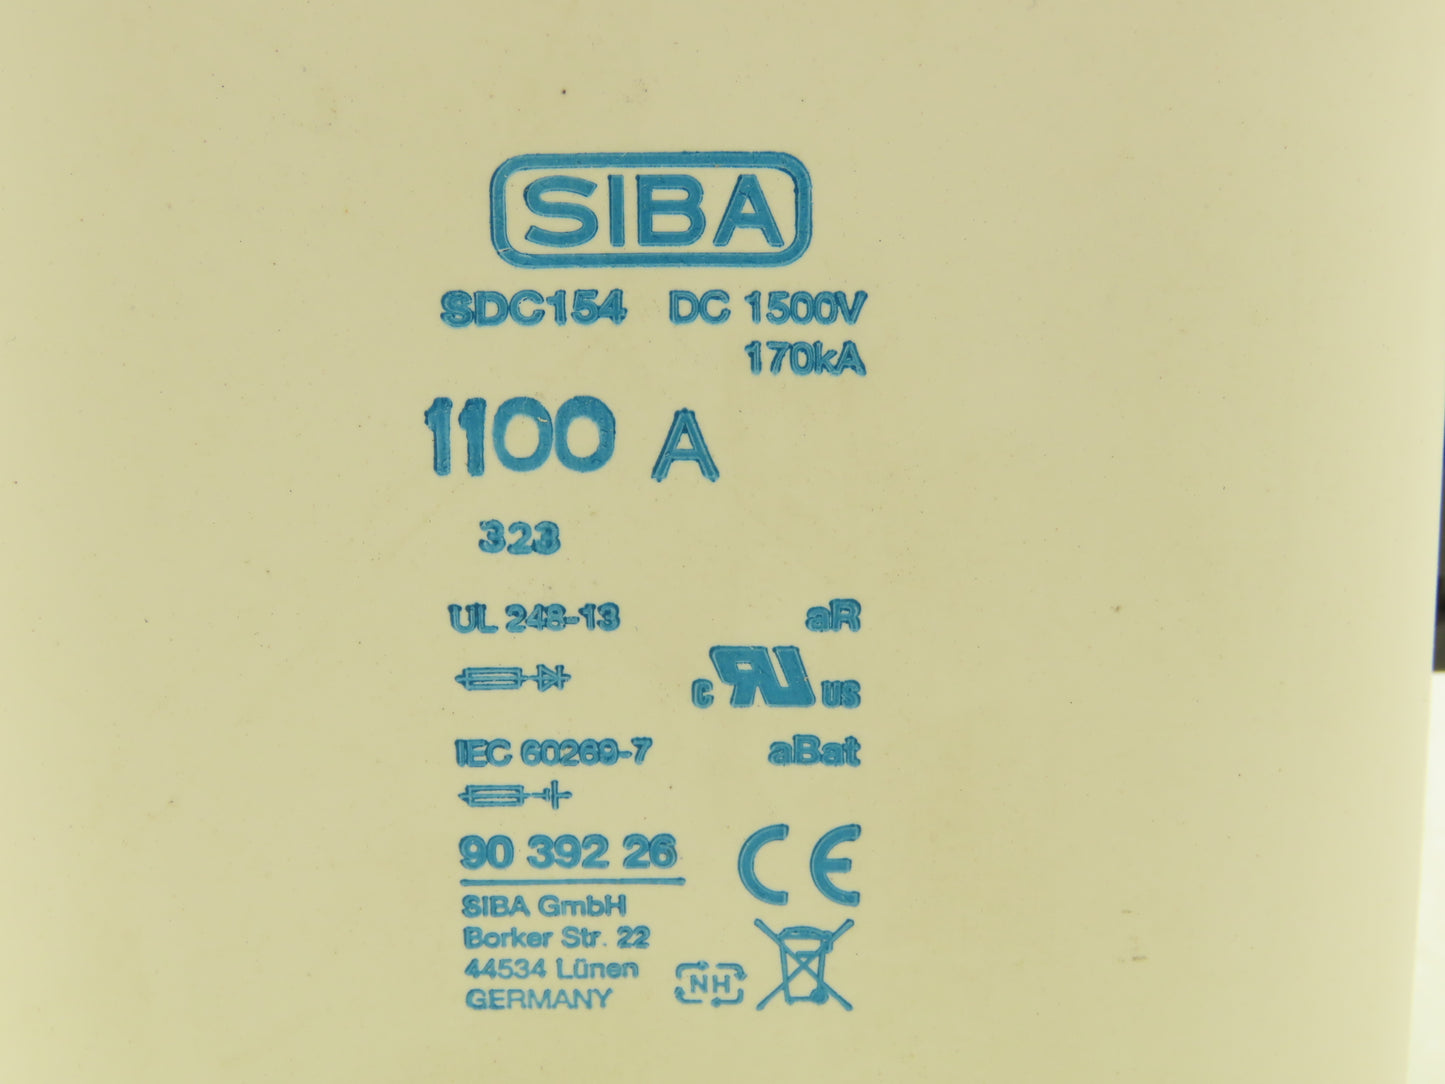 SIBA
SDC154 DC 1500V
170kA
1100 A
323
UL 248-13 aR
c RU US
IEC 60269-7 aBat
90 392 26 CE
SIBA GmbH
Borker Str. 22
44534 Lünen
GERMANY
NH